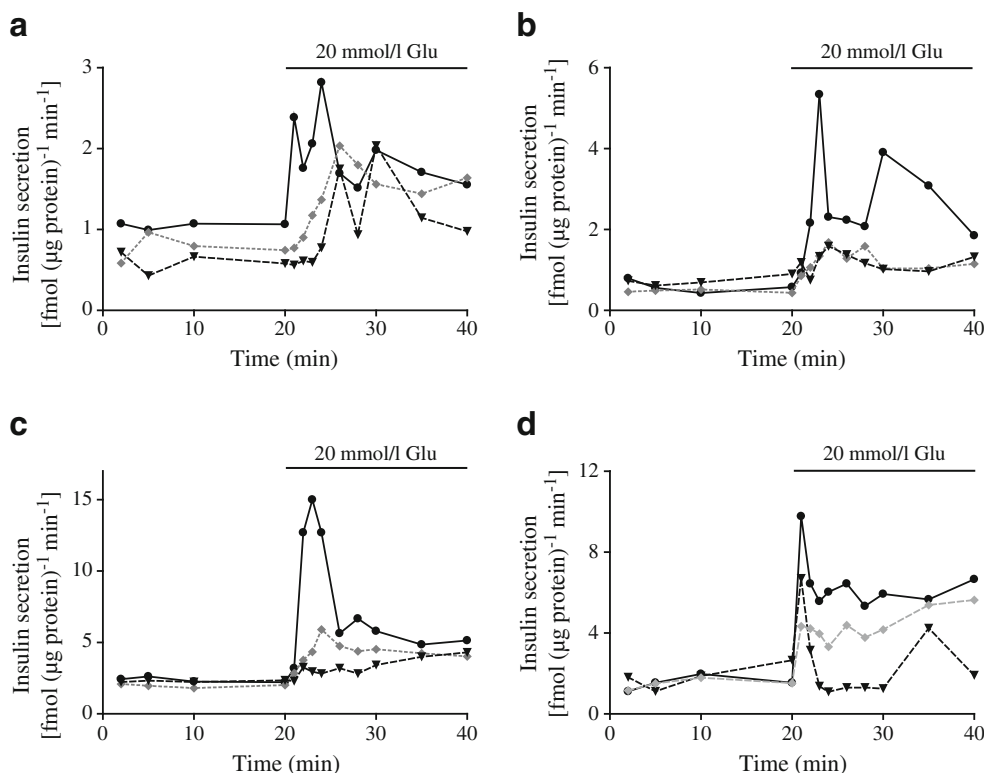 a
20 mmol/l Glu
Insulin secretion
[fmol (µg protein)⁻¹ min⁻¹]
3
2
1
0
0 10 20 30 40
Time (min)
b
20 mmol/l Glu
Insulin secretion
[fmol (µg protein)⁻¹ min⁻¹]
6
4
2
0
0 10 20 30 40
Time (min)
c
20 mmol/l Glu
Insulin secretion
[fmol (µg protein)⁻¹ min⁻¹]
15
10
5
0
0 10 20 30 40
Time (min)
d
20 mmol/l Glu
Insulin secretion
[fmol (µg protein)⁻¹ min⁻¹]
12
8
4
0
0 10 20 30 40
Time (min)